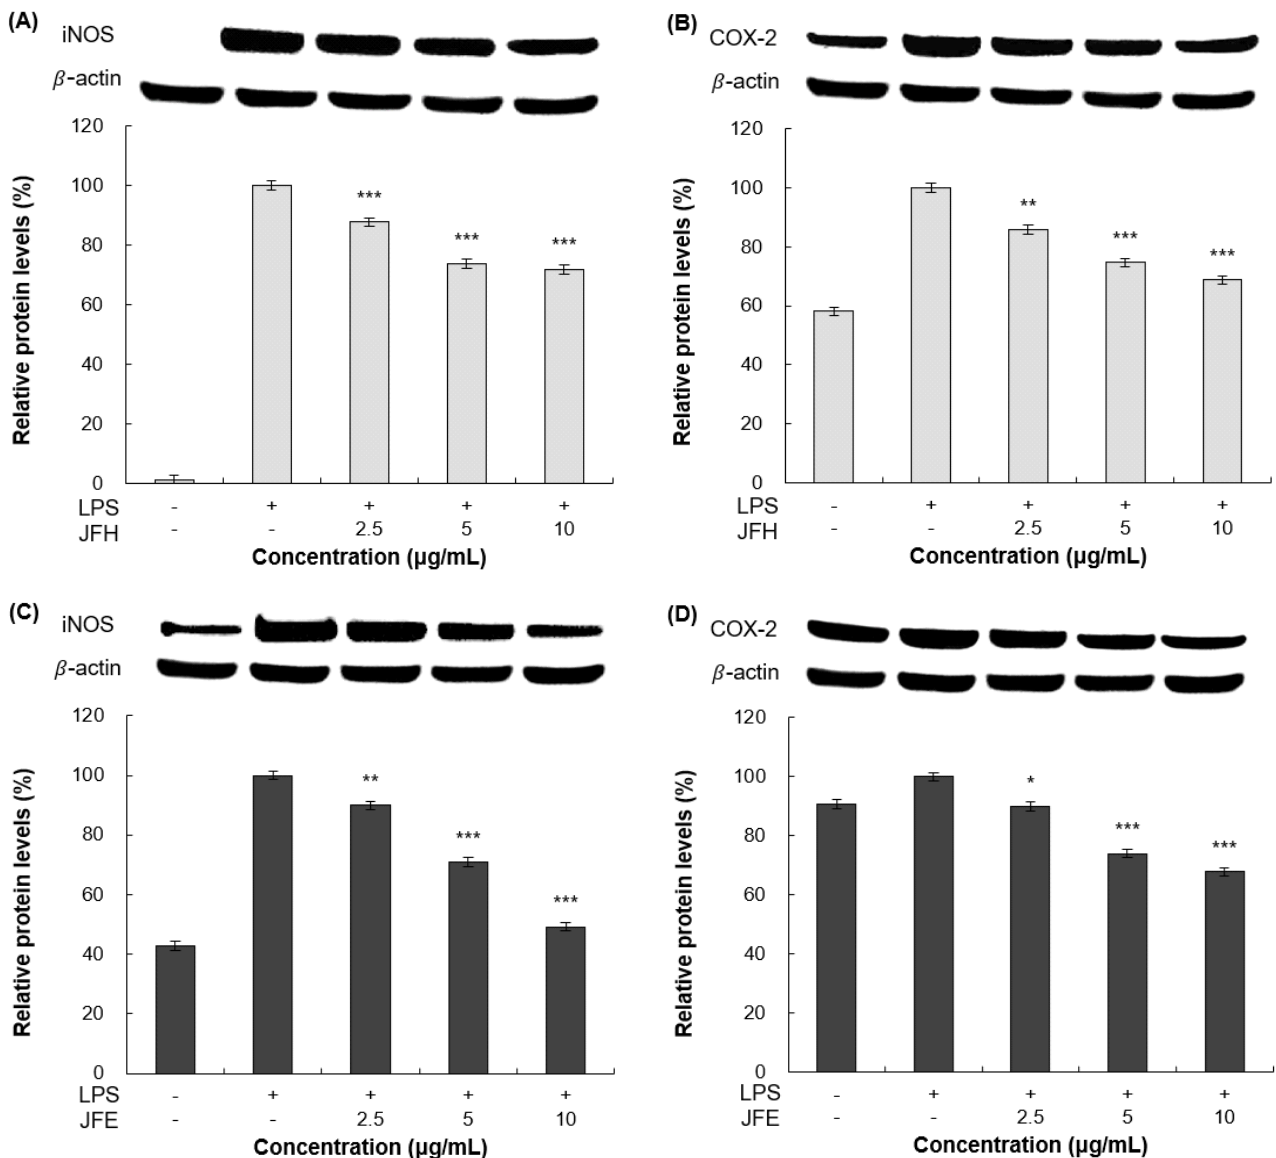 (A)
iNOS
β-actin
120
100
80
60
40
20
0
Relative protein levels (%)
***
***
***
LPS - + + + +
JFH - - 2.5 5 10
Concentration (µg/mL)
(B)
COX-2
β-actin
120
100
80
60
40
20
0
Relative protein levels (%)
**
***
***
LPS - + + + +
JFH - - 2.5 5 10
Concentration (µg/mL)
(C)
iNOS
β-actin
120
100
80
60
40
20
0
Relative protein levels (%)
**
***
***
LPS - + + + +
JFE - - 2.5 5 10
Concentration (µg/mL)
(D)
COX-2
β-actin
120
100
80
60
40
20
0
Relative protein levels (%)
*
***
***
LPS - + + + +
JFE - - 2.5 5 10
Concentration (µg/mL)